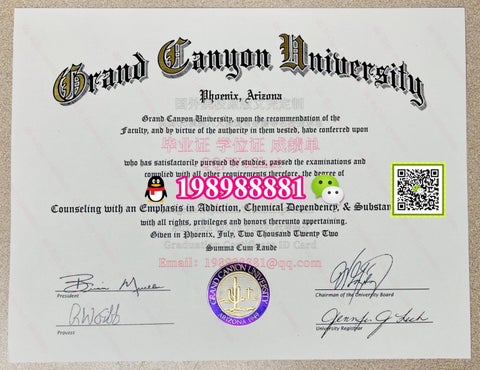 Grand Canyon University
Phoenix, Arizona
Grand Canyon University, upon the recommendation of the
Faculty, and by virtue of the authority in them vested, have conferred upon
毕业证 学位证 成绩单
who has satisfactorily pursued the studies, passed the examinations and
complied with all other requirements therefore, the degree of
198988881
Counseling with an Emphasis in Addiction, Chemical Dependency, & Substan
with all rights, privileges and honors thereunto appertaining.
Given in Phoenix, July, Two Thousand Twenty Two
Summa Cum Laude
Email: 198988881@qq.com
President
Provost
GRAND CANYON UNIVERSITY
ARIZONA 1949
Chairman of the University Board
University Registrar